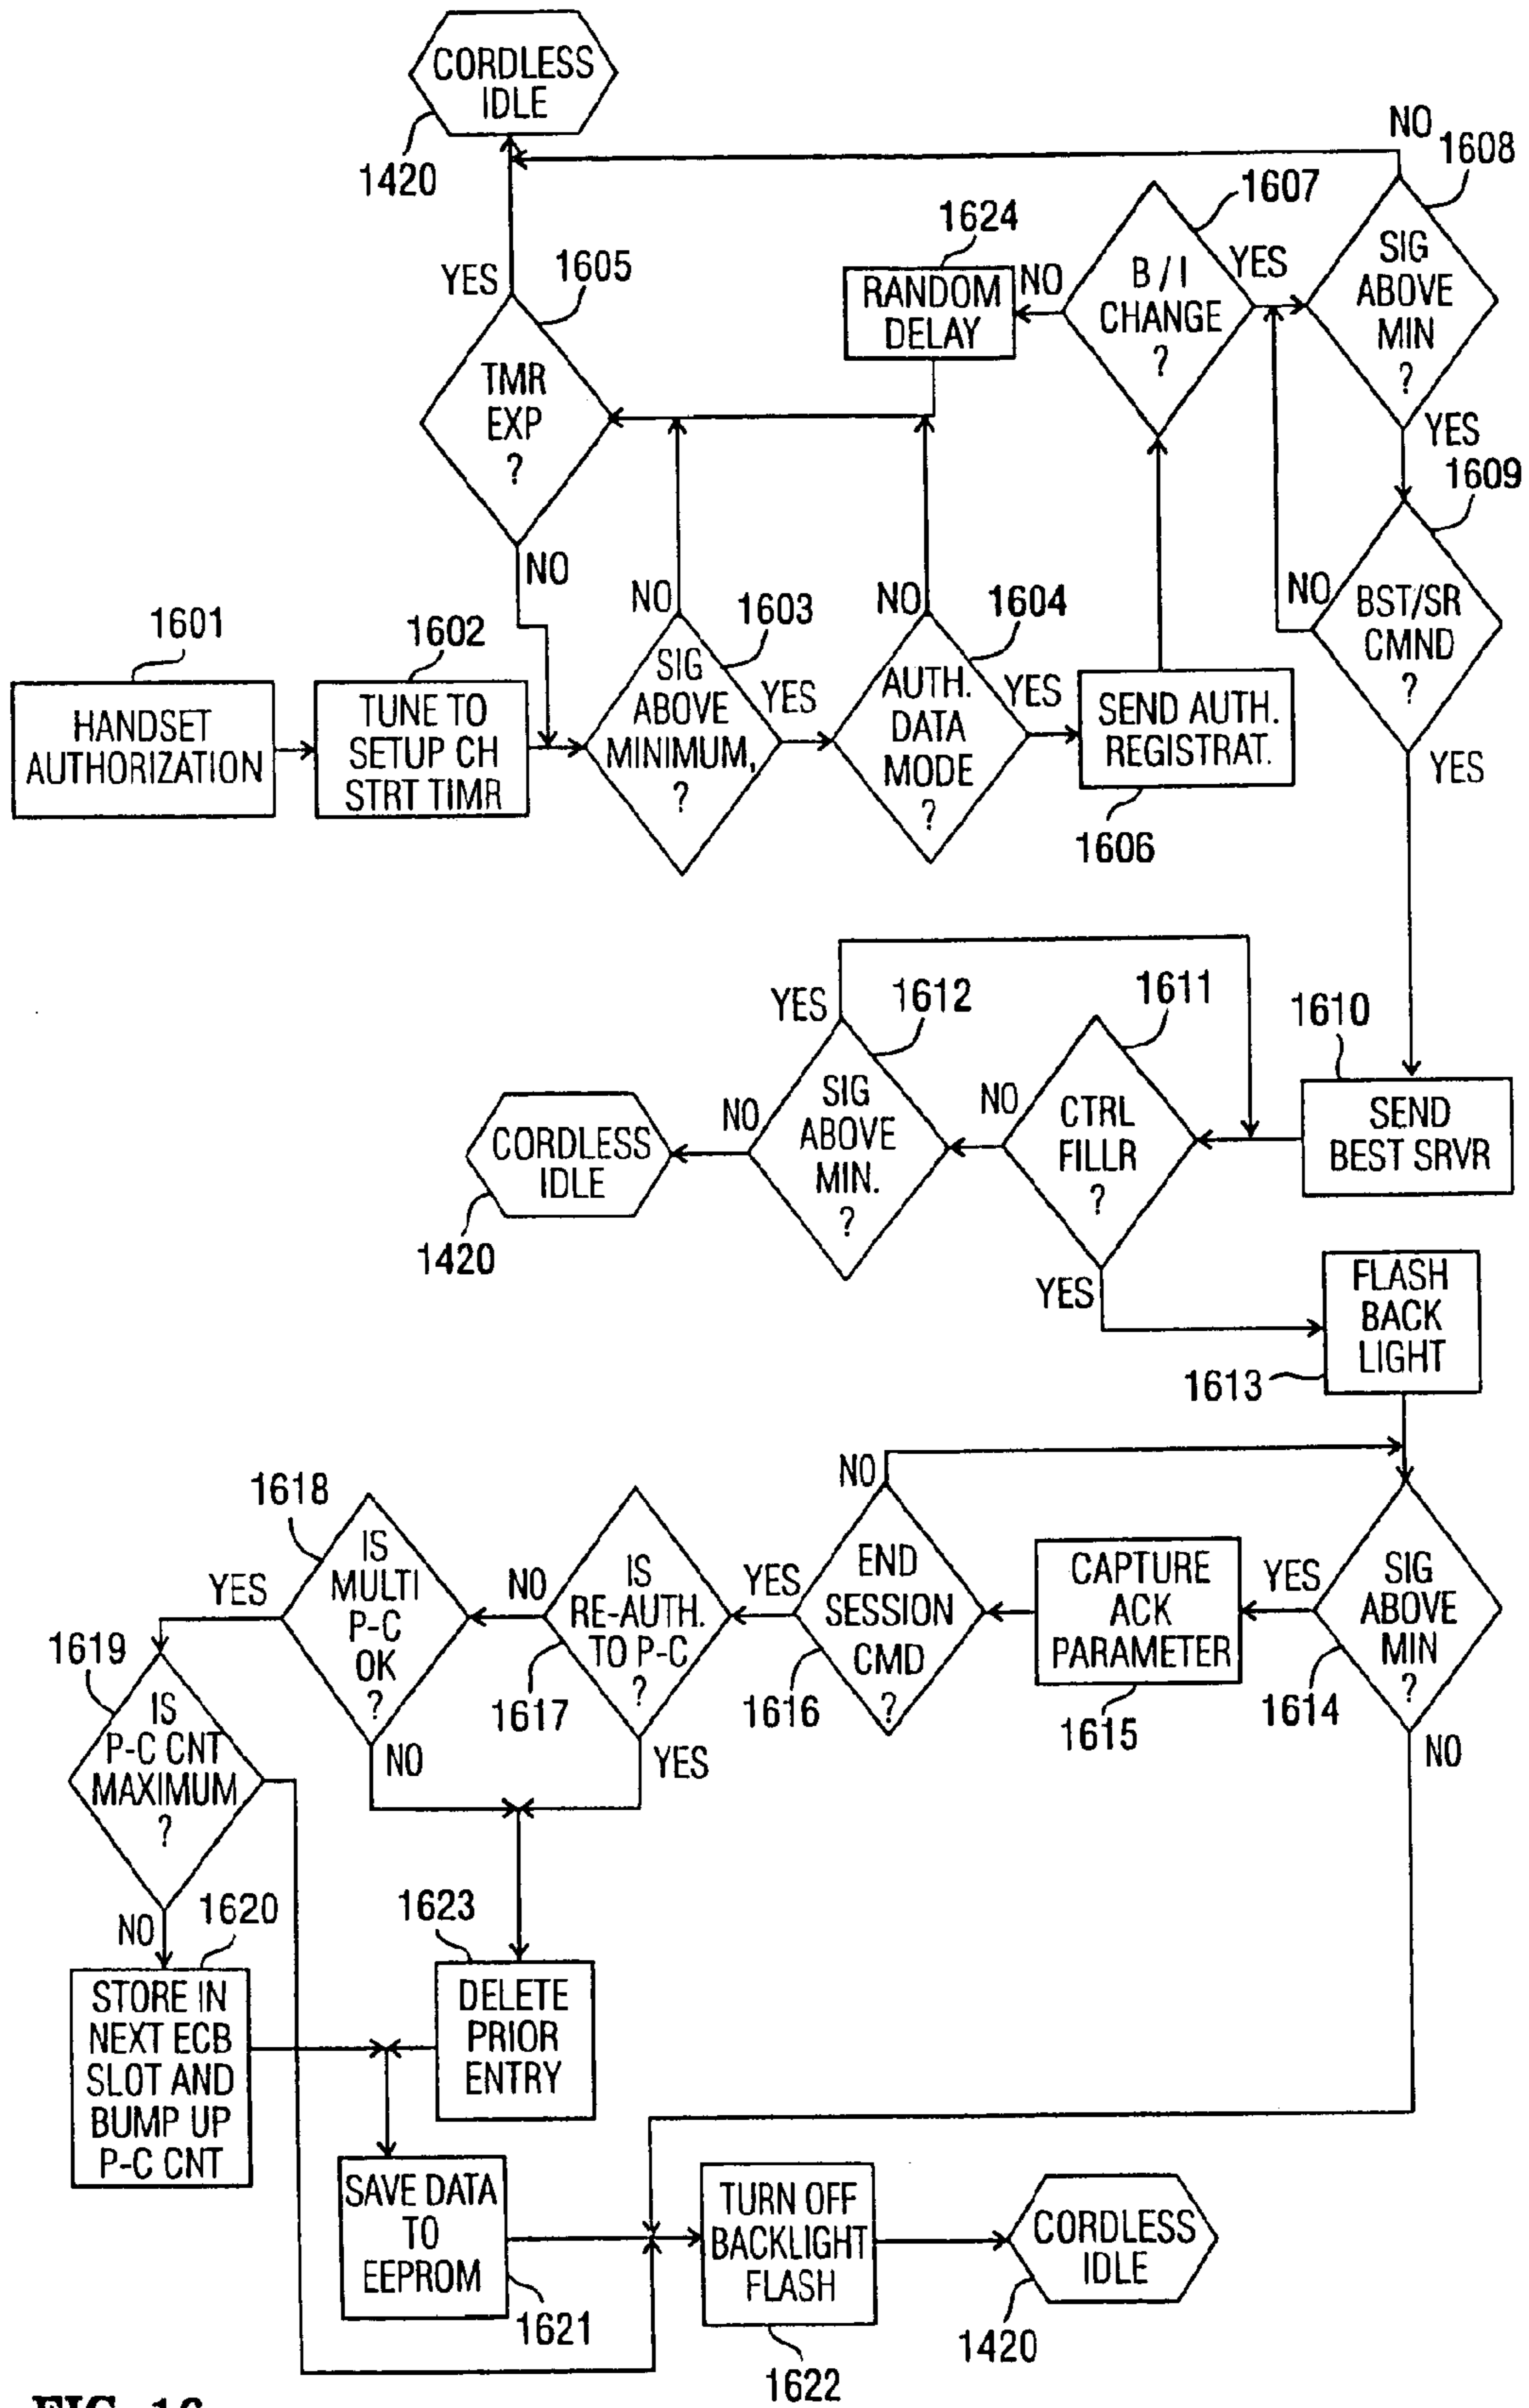 CORDLESS
IDLE
1420
NO
1608
SIG
ABOVE
MIN
?
YES
1607
B/I
CHANGE
?
YES
NO
1624
RANDOM
DELAY
YES
1605
TMR
EXP
?
NO
1609
BST/SR
CMND
?
NO
YES
1601
HANDSET
AUTHORIZATION
1602
TUNE TO
SETUP CH
STRT TIMR
NO
1603
SIG
ABOVE
MINIMUM,
?
YES
NO
1604
AUTH.
DATA
MODE
?
YES
SEND AUTH.
REGISTRAT.
1606
1610
SEND
BEST SRVR
1611
CTRL
FILLR
?
NO
YES
1612
YES
SIG
ABOVE
MIN.
?
NO
CORDLESS
IDLE
1420
FLASH
BACK
LIGHT
1613
SIG
ABOVE
MIN
?
1614
YES
NO
CAPTURE
ACK
PARAMETER
1615
NO
END
SESSION
CMD
?
1616
YES
IS
RE-AUTH.
TO P-C
?
1617
NO
YES
1618
IS
MULTI
P-C
OK
?
YES
NO
1619
IS
P-C CNT
MAXIMUM
?
NO
1620
STORE IN
NEXT ECB
SLOT AND
BUMP UP
P-C CNT
1623
DELETE
PRIOR
ENTRY
SAVE DATA
TO
EEPROM
1621
TURN OFF
BACKLIGHT
FLASH
1622
CORDLESS
IDLE
1420
FIG. 16